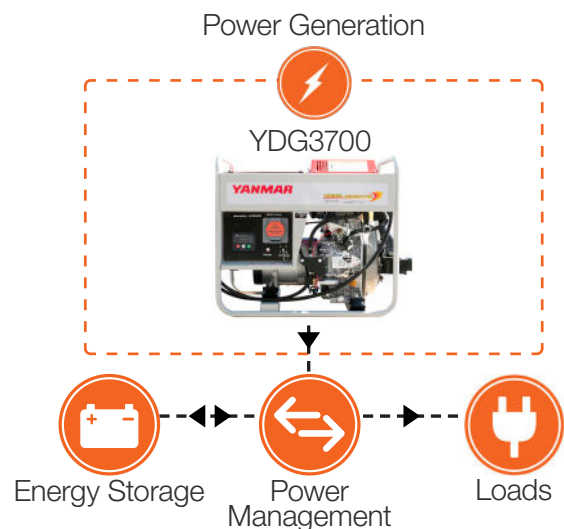 Power Generation
YDG3700
YANMAR
+ −
Energy Storage
Power
Management
Loads